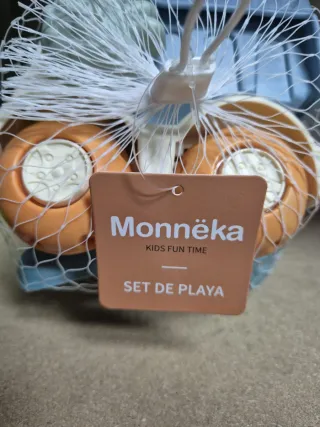 Monnëka
KIDS FUN TIME
SET DE PLAYA